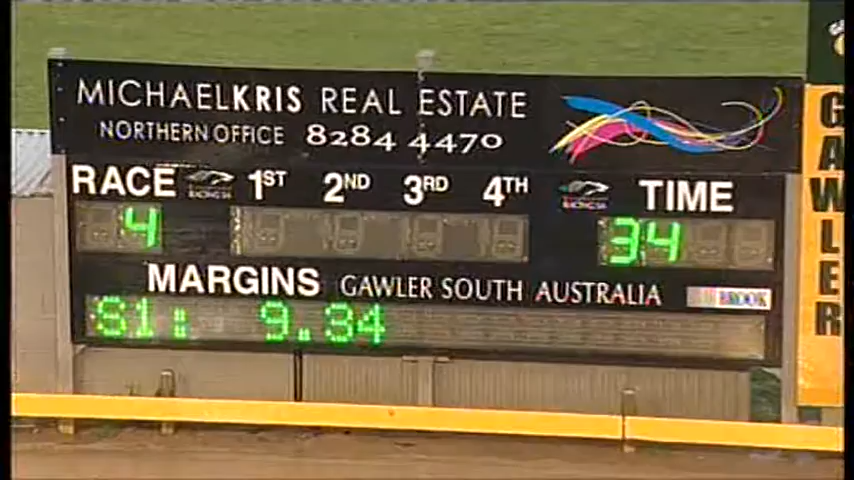 MICHAELKRIS REAL ESTATE
NORTHERN OFFICE 8284 4470
RACE 1ST 2ND 3RD 4TH TIME
4 34
MARGINS GAWLER SOUTH AUSTRALIA BROOK
S1: 9.34
GAWLER